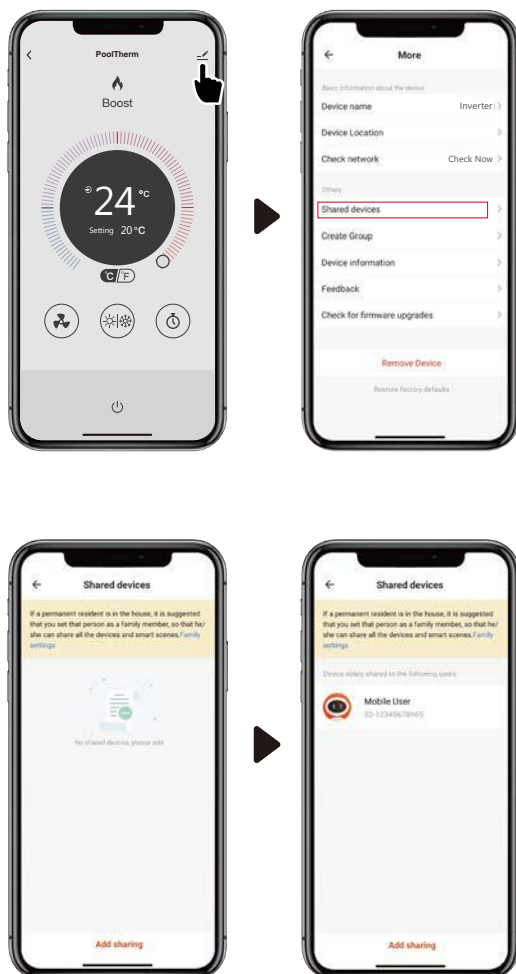 PoolTherm
Boost
24 °C
Setting 20 °C
°C/°F
More
Basic information about the device
Device name Inverter
Device Location
Check network Check Now
Others
Shared devices
Create Group
Device information
Feedback
Check for firmware upgrades
Remove Device
Restore factory defaults
Shared devices
If a permanent resident is in the house, it is suggested
that you set that person as a family member, so that he/
she can share all the devices and smart scenes.Family
settings
No shared devices, please add
Add sharing
Shared devices
If a permanent resident is in the house, it is suggested
that you set that person as a family member, so that he/
she can share all the devices and smart scenes.Family
settings
Device solely shared to the following users
Mobile User
32-12345678965
Add sharing